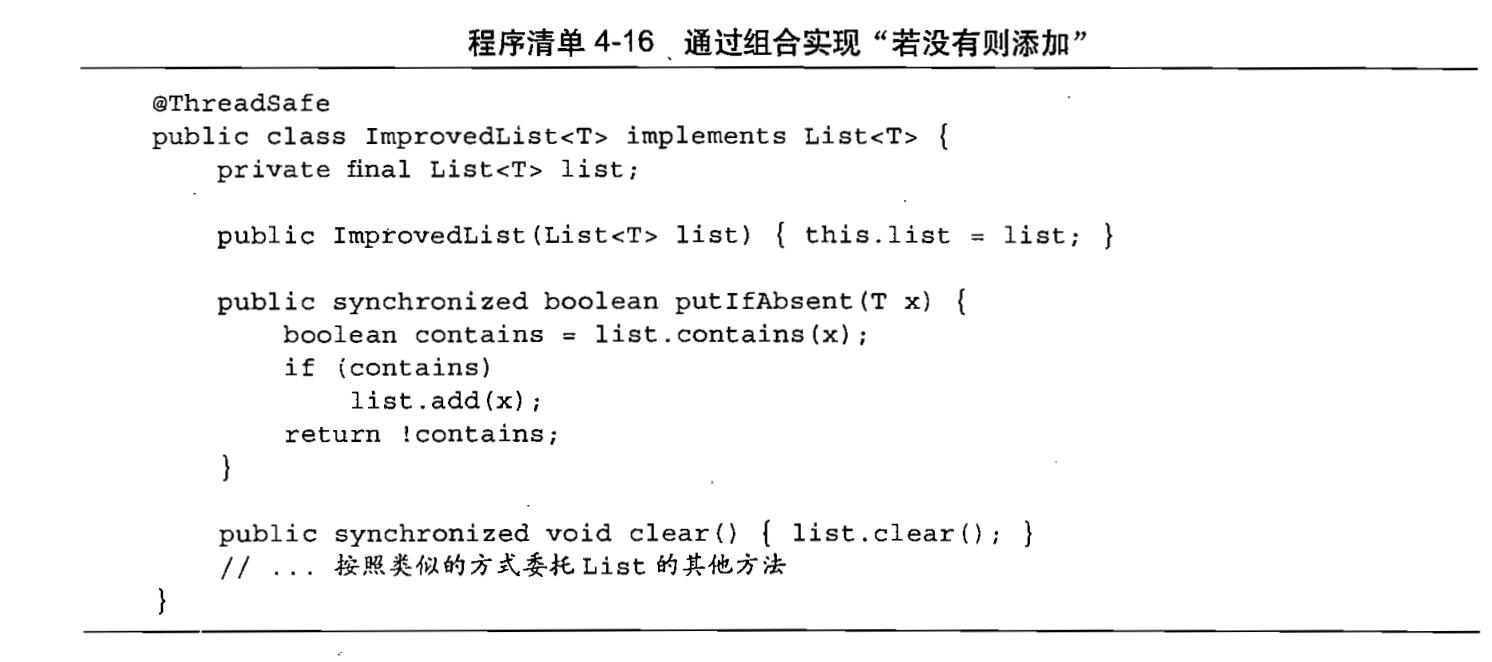 程序清单 4-16 通过组合实现“若没有则添加”
@ThreadSafe
public class ImprovedList<T> implements List<T> {
    private final List<T> list;
    public ImprovedList(List<T> list) { this.list = list; }
    public synchronized boolean putIfAbsent(T x) {
        boolean contains = list.contains(x);
        if (contains)
            list.add(x);
        return !contains;
    }
    public synchronized void clear() { list.clear(); }
    // ... 按照类似的方式委托 List 的其他方法
}